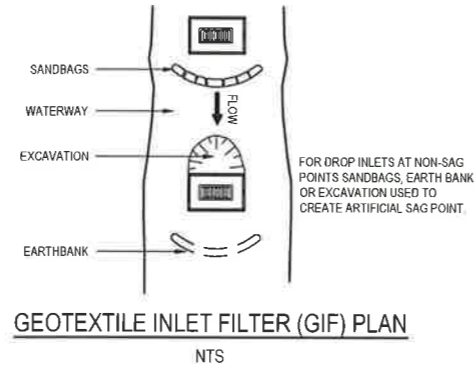 SANDBAGS
WATERWAY
FLOW
EXCAVATION
FOR DROP INLETS AT NON-SAG
POINTS SANDBAGS, EARTH BANK
OR EXCAVATION USED TO
CREATE ARTIFICIAL SAG POINT.
EARTHBANK
GEOTEXTILE INLET FILTER (GIF) PLAN
NTS